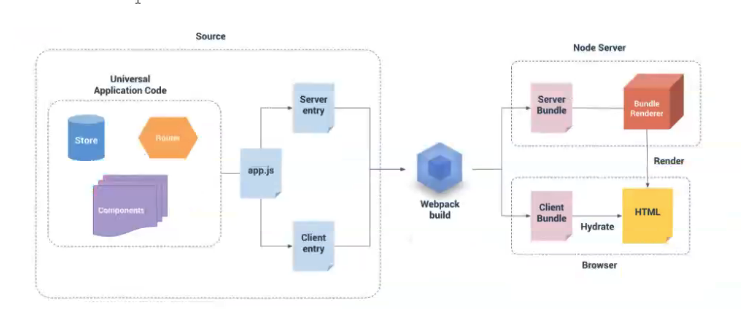 Source
Node Server
Universal
Application Code
Store
Router
Components
app.js
Server
entry
Client
entry
Webpack
build
Server
Bundle
Bundle
Renderer
Render
Client
Bundle
Hydrate
HTML
Browser